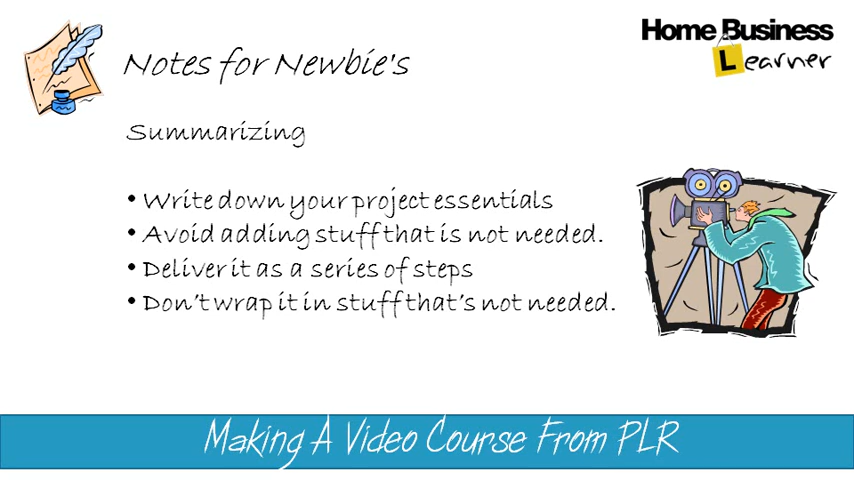 Home Business
Learner
Notes for Newbie's
Summarizing
• Write down your project essentials
• Avoid adding stuff that is not needed.
• Deliver it as a series of steps
• Don't wrap it in stuff that's not needed.
Making A Video Course From PLR